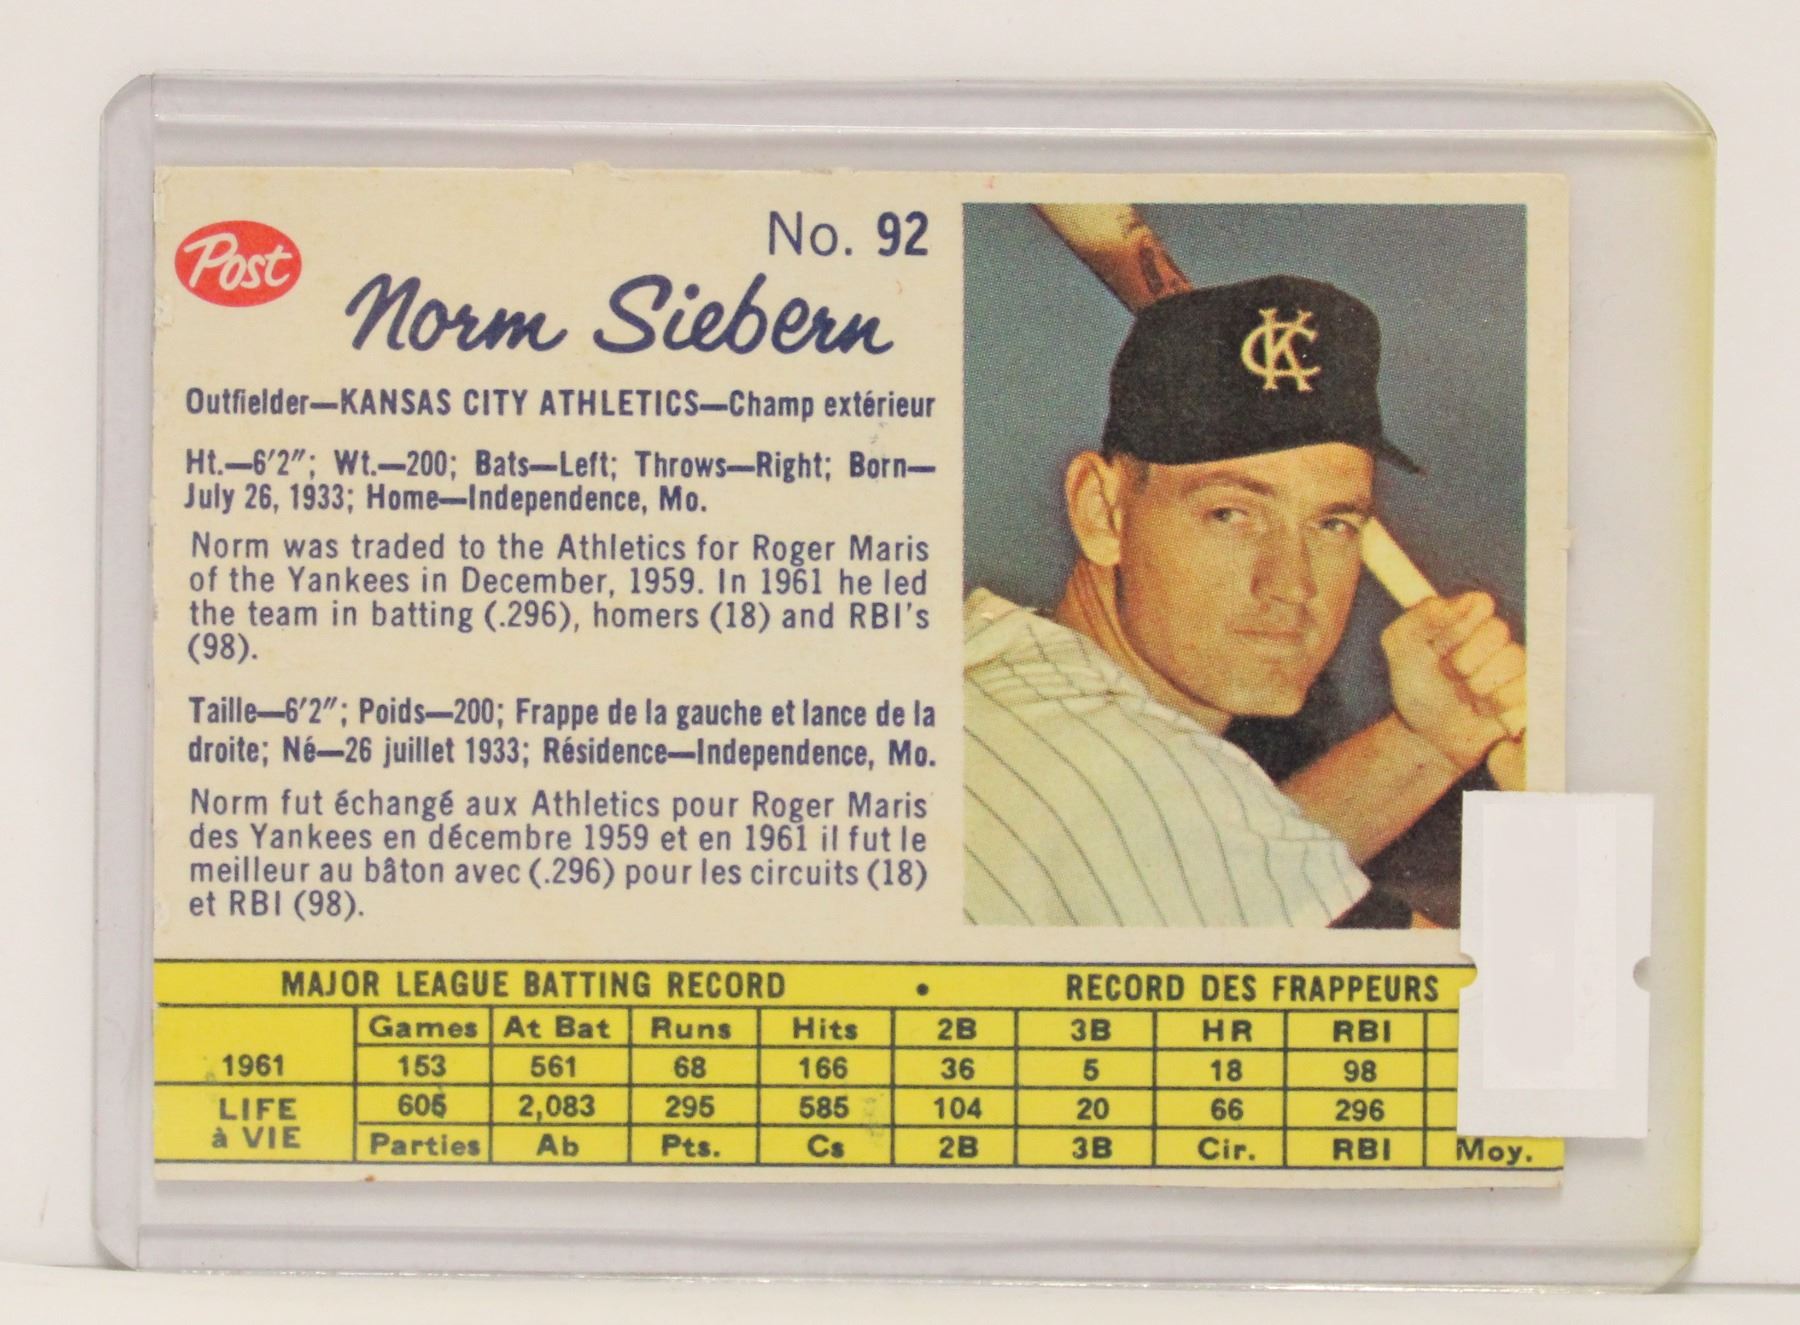 Post
No. 92
Norm Siebern
Outfielder—KANSAS CITY ATHLETICS—Champ extérieur
Ht.—6'2"; Wt.—200; Bats—Left; Throws—Right; Born—
July 26, 1933; Home—Independence, Mo.
Norm was traded to the Athletics for Roger Maris
of the Yankees in December, 1959. In 1961 he led
the team in batting (.296), homers (18) and RBI's
(98).
Taille—6'2"; Poids—200; Frappe de la gauche et lance de la
droite; Né—26 juillet 1933; Résidence—Independence, Mo.
Norm fut échangé aux Athletics pour Roger Maris
des Yankees en décembre 1959 et en 1961 il fut le
meilleur au bâton avec (.296) pour les circuits (18)
et RBI (98).
KC
MAJOR LEAGUE BATTING RECORD • RECORD DES FRAPPEURS
Games At Bat Runs Hits 2B 3B HR RBI
1961 153 561 68 166 36 5 18 98
LIFE à VIE 605 2,083 295 585 104 20 66 296
Parties Ab Pts. Cs 2B 3B Cir. RBI Moy.